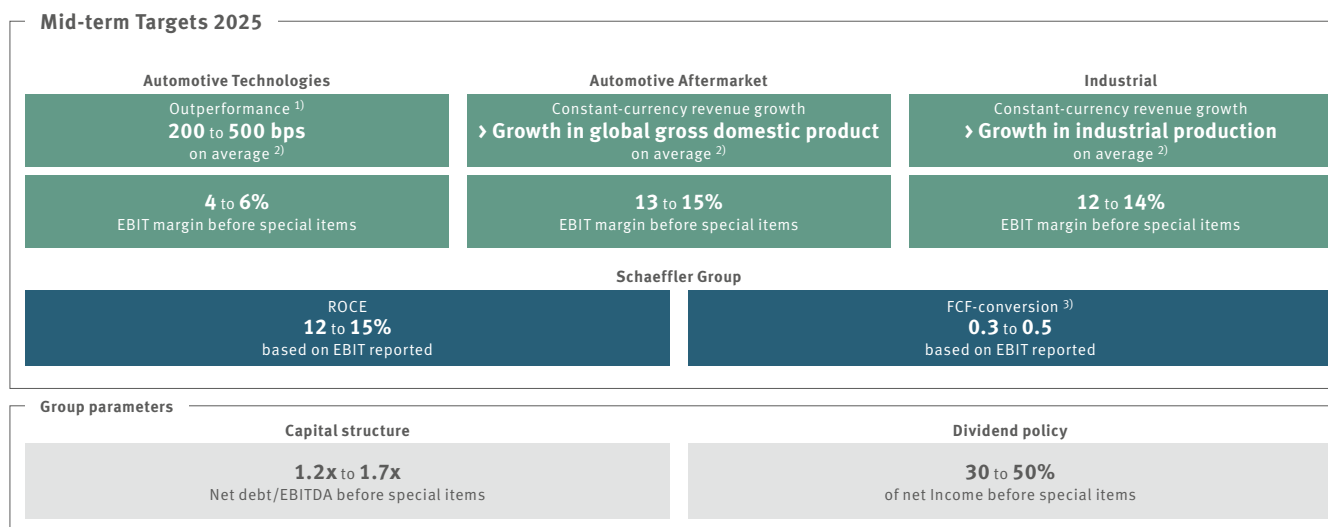 Mid-term Targets 2025
Automotive Technologies
Automotive Aftermarket
Industrial
Outperformance 1)
200 to 500 bps
on average 2)
Constant-currency revenue growth
› Growth in global gross domestic product
on average 2)
Constant-currency revenue growth
› Growth in industrial production
on average 2)
4 to 6%
EBIT margin before special items
13 to 15%
EBIT margin before special items
12 to 14%
EBIT margin before special items
Schaeffler Group
ROCE
12 to 15%
based on EBIT reported
FCF-conversion 3)
0.3 to 0.5
based on EBIT reported
Group parameters
Capital structure
Dividend policy
1.2x to 1.7x
Net debt/EBITDA before special items
30 to 50%
of net Income before special items